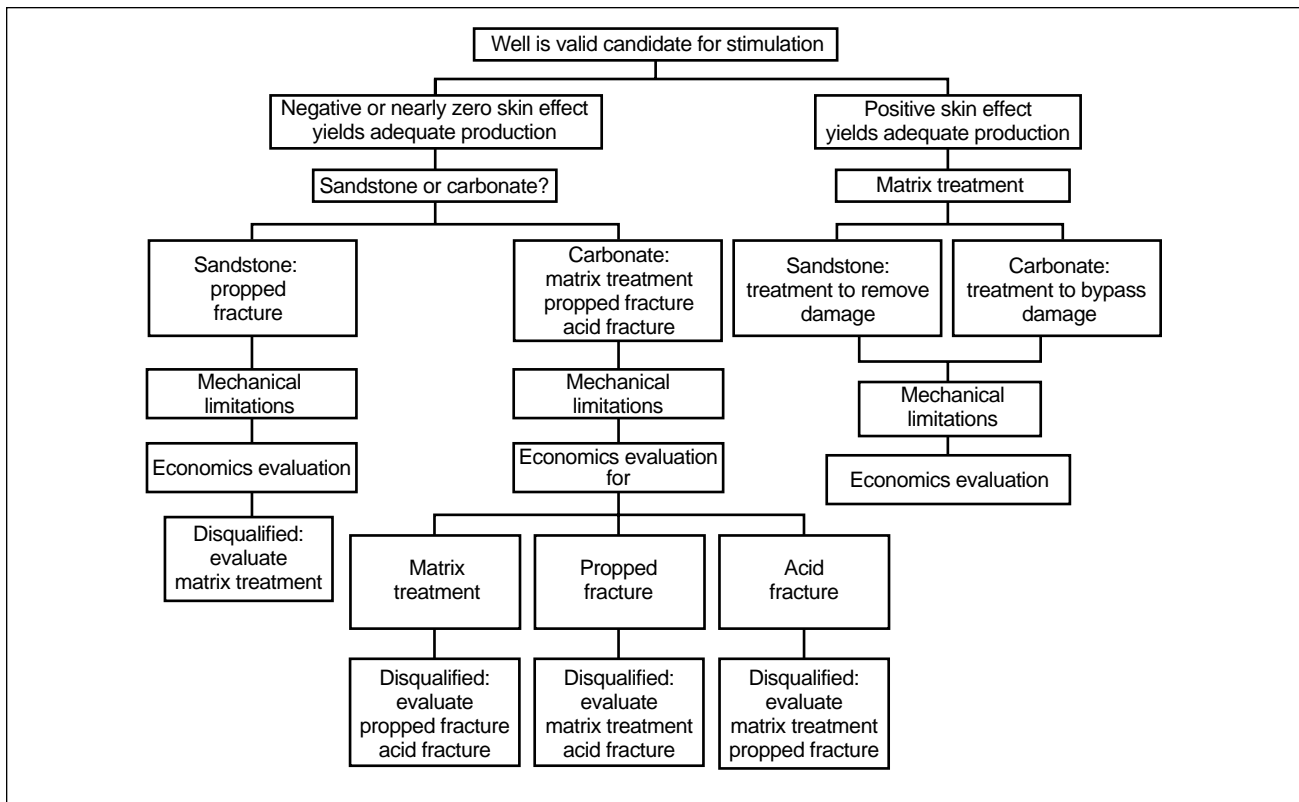 Well is valid candidate for stimulation
Negative or nearly zero skin effect
yields adequate production
Positive skin effect
yields adequate production
Sandstone or carbonate?
Matrix treatment
Sandstone:
propped
fracture
Carbonate:
matrix treatment
propped fracture
acid fracture
Sandstone:
treatment to remove
damage
Carbonate:
treatment to bypass
damage
Mechanical
limitations
Mechanical
limitations
Mechanical
limitations
Economics evaluation
Economics evaluation
for
Economics evaluation
Disqualified:
evaluate
matrix treatment
Matrix
treatment
Propped
fracture
Acid
fracture
Disqualified:
evaluate
propped fracture
acid fracture
Disqualified:
evaluate
matrix treatment
acid fracture
Disqualified:
evaluate
matrix treatment
propped fracture